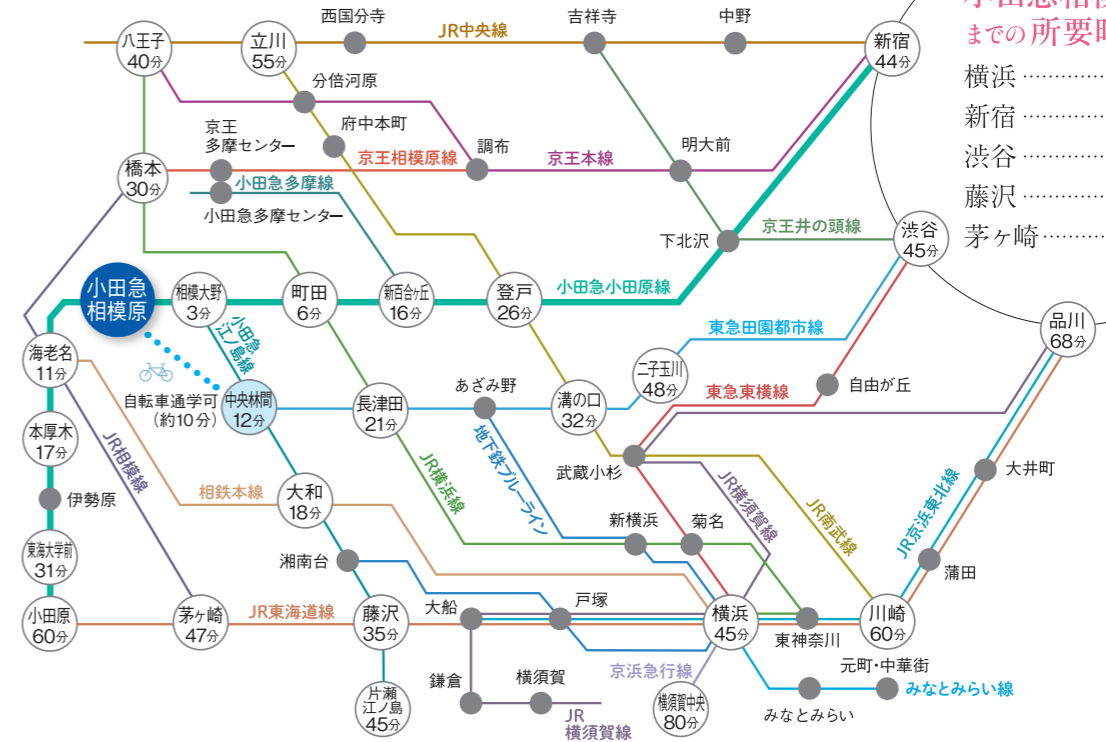 小田急相模
までの所要時
横浜…………
新宿…………
渋谷…………
藤沢…………
茅ヶ崎………
西国分寺
吉祥寺
中野
JR中央線
八王子
40分
立川
55分
新宿
44分
分倍河原
府中本町
京王
多摩センター
京王相模原線
調布
京王本線
明大前
橋本
30分
小田急多摩線
小田急多摩センター
下北沢
京王井の頭線
渋谷
45分
小田急
相模原
相模大野
3分
町田
6分
新百合ヶ丘
16分
登戸
26分
小田急小田原線
品川
68分
小田急
江ノ島線
東急田園都市線
海老名
11分
二子玉川
48分
自転車通学可
(約10分)
中央林間
12分
長津田
21分
あざみ野
溝の口
32分
東急東横線
自由が丘
本厚木
17分
JR相模線
JR横浜線
地下鉄ブルーライン
武蔵小杉
JR横須賀線
JR南武線
JR京浜東北線
大井町
伊勢原
相鉄本線
大和
18分
新横浜
菊名
東海大学前
31分
湘南台
蒲田
小田原
60分
茅ヶ崎
47分
JR東海道線
藤沢
35分
大船
戸塚
横浜
45分
東神奈川
川崎
60分
片瀬
江ノ島
45分
鎌倉
横須賀
JR
横須賀線
京浜急行線
横須賀中央
80分
元町・中華街
みなとみらい
みなとみらい線